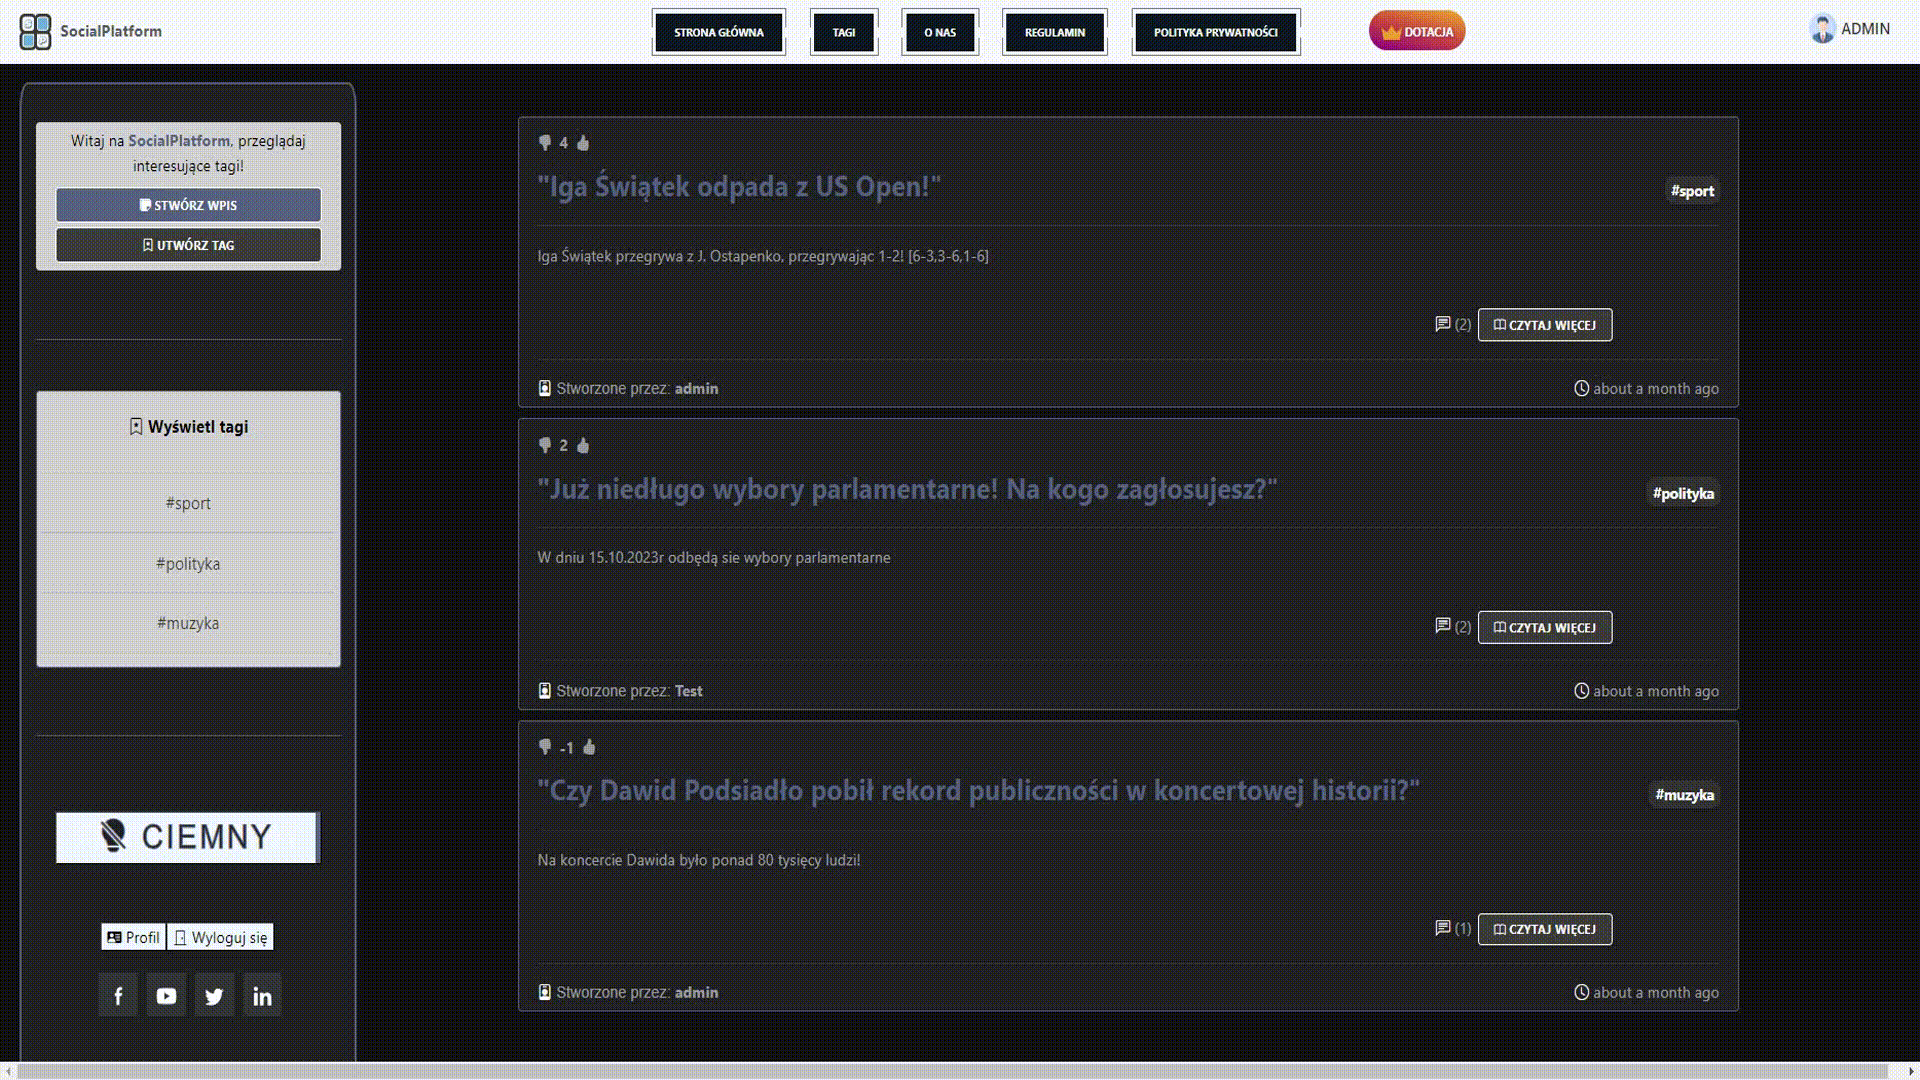 SocialPlatform
STRONA GŁÓWNA
TAGI
O NAS
REGULAMIN
POLITYKA PRYWATNOŚCI
DOTACJA
ADMIN
Witaj na SocialPlatform, przeglądaj
interesujące tagi!
STWÓRZ WPIS
UTWÓRZ TAG
Wyświetl tagi
#sport
#polityka
#muzyka
CIEMNY
Profil
Wyloguj się
4
"Iga Świątek odpada z US Open!"
#sport
Iga Świątek przegrywa z J. Ostapenko, przegrywając 1-2! [6-3,3-6,1-6]
(2)
CZYTAJ WIĘCEJ
Stworzone przez: admin
about a month ago
2
"Już niedługo wybory parlamentarne! Na kogo zagłosujesz?"
#polityka
W dniu 15.10.2023r odbędą sie wybory parlamentarne
(2)
CZYTAJ WIĘCEJ
Stworzone przez: Test
about a month ago
-1
"Czy Dawid Podsiadło pobił rekord publiczności w koncertowej historii?"
#muzyka
Na koncercie Dawida było ponad 80 tysięcy ludzi!
(1)
CZYTAJ WIĘCEJ
Stworzone przez: admin
about a month ago